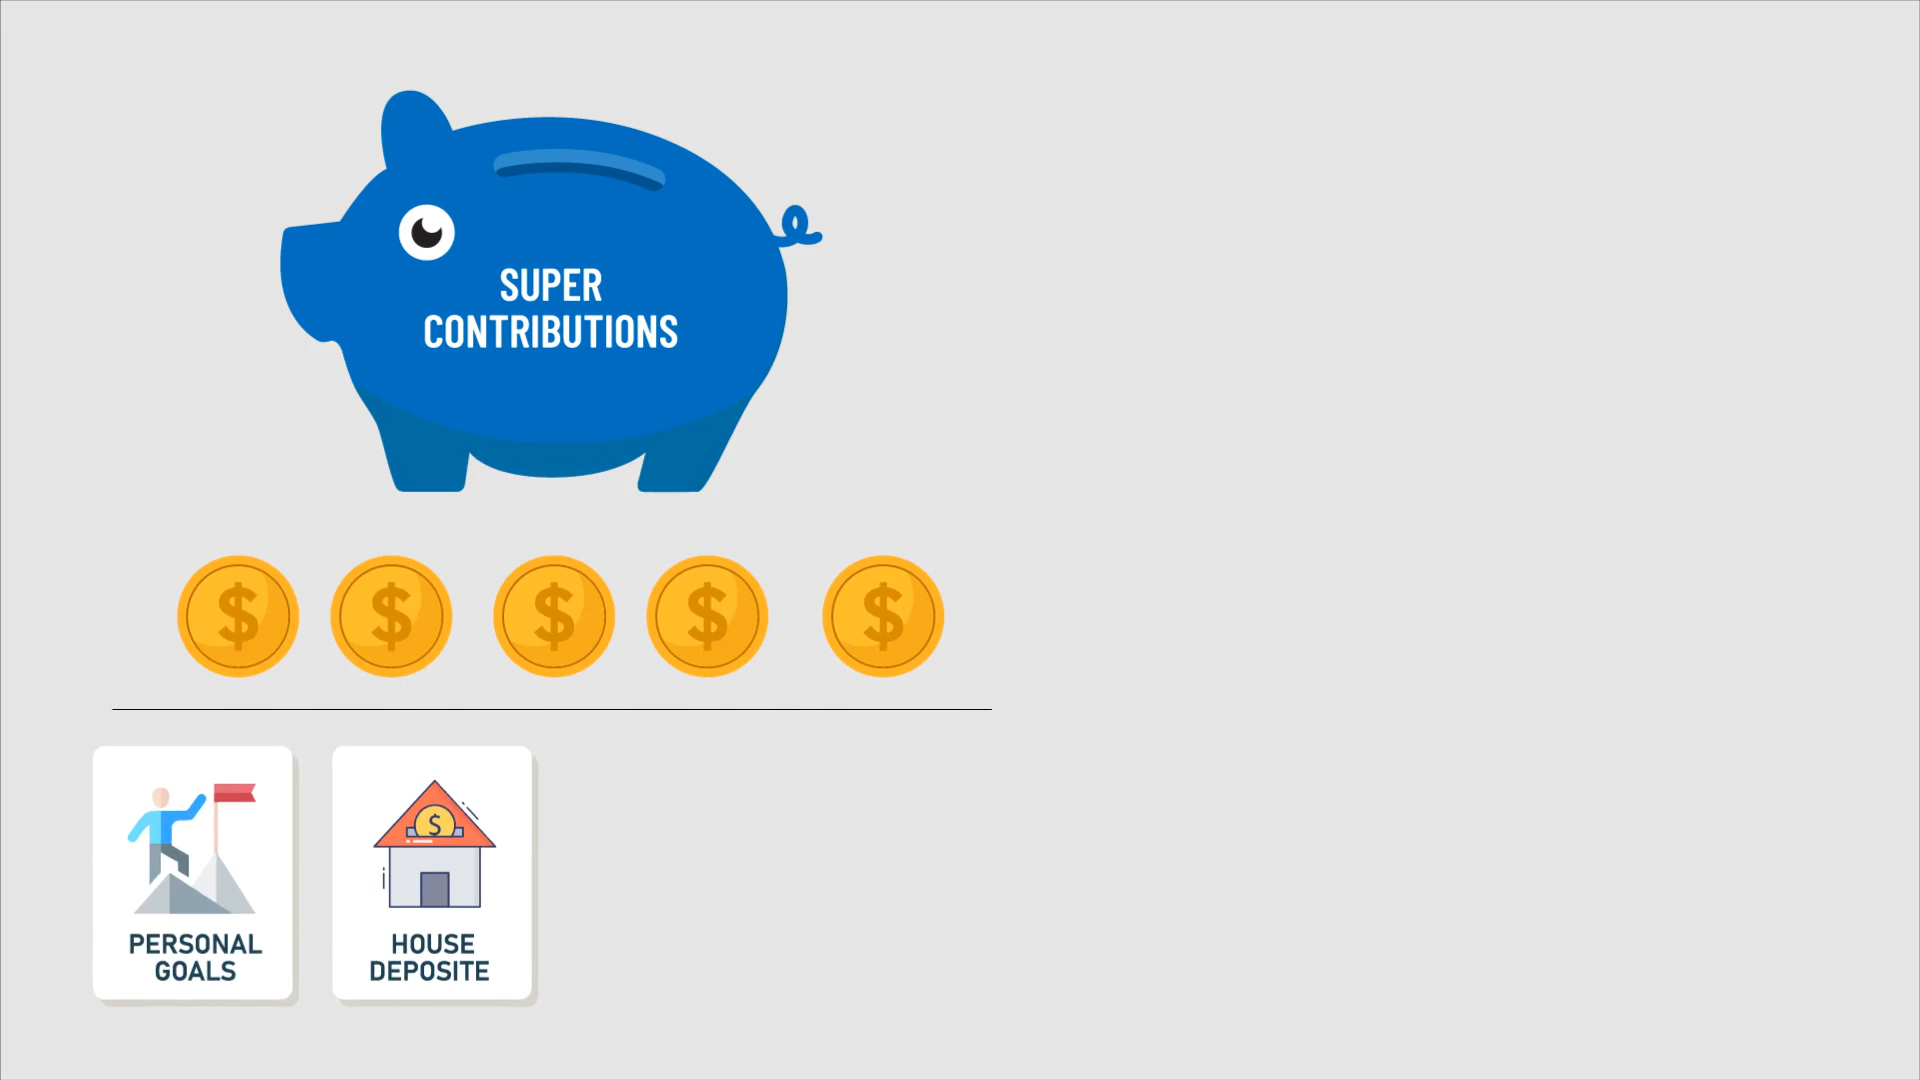 SUPER
CONTRIBUTIONS
$ $ $ $ $
$
PERSONAL
GOALS
HOUSE
DEPOSITE